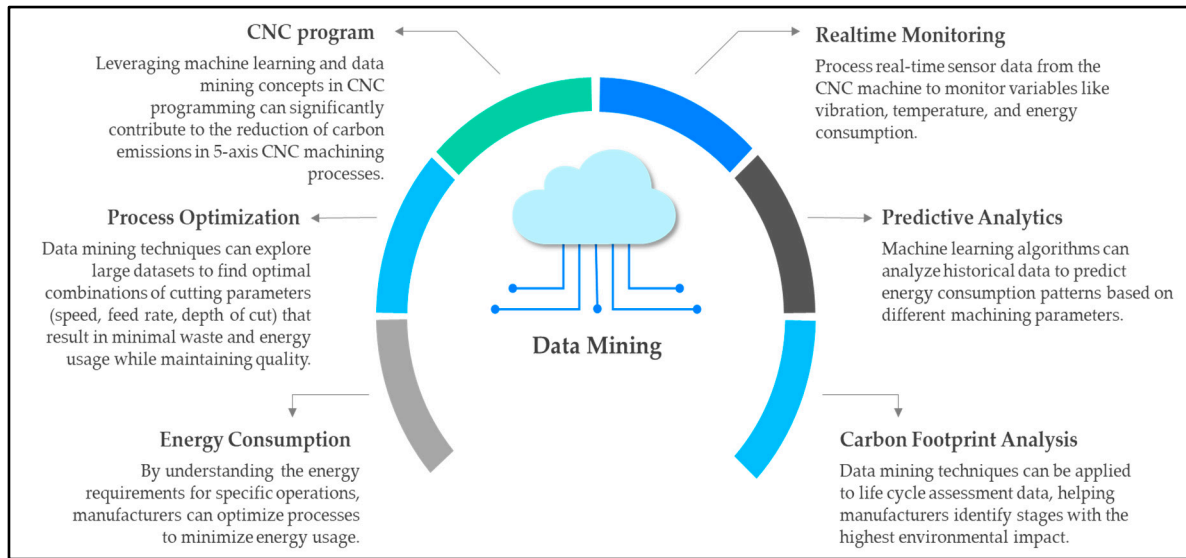 CNC program
Leveraging machine learning and data
mining concepts in CNC
programming can significantly
contribute to the reduction of carbon
emissions in 5-axis CNC machining
processes.
Process Optimization
Data mining techniques can explore
large datasets to find optimal
combinations of cutting parameters
(speed, feed rate, depth of cut) that
result in minimal waste and energy
usage while maintaining quality.
Energy Consumption
By understanding the energy
requirements for specific operations,
manufacturers can optimize processes
to minimize energy usage.
Data Mining
Realtime Monitoring
Process real-time sensor data from the
CNC machine to monitor variables like
vibration, temperature, and energy
consumption.
Predictive Analytics
Machine learning algorithms can
analyze historical data to predict
energy consumption patterns based on
different machining parameters.
Carbon Footprint Analysis
Data mining techniques can be applied
to life cycle assessment data, helping
manufacturers identify stages with the
highest environmental impact.